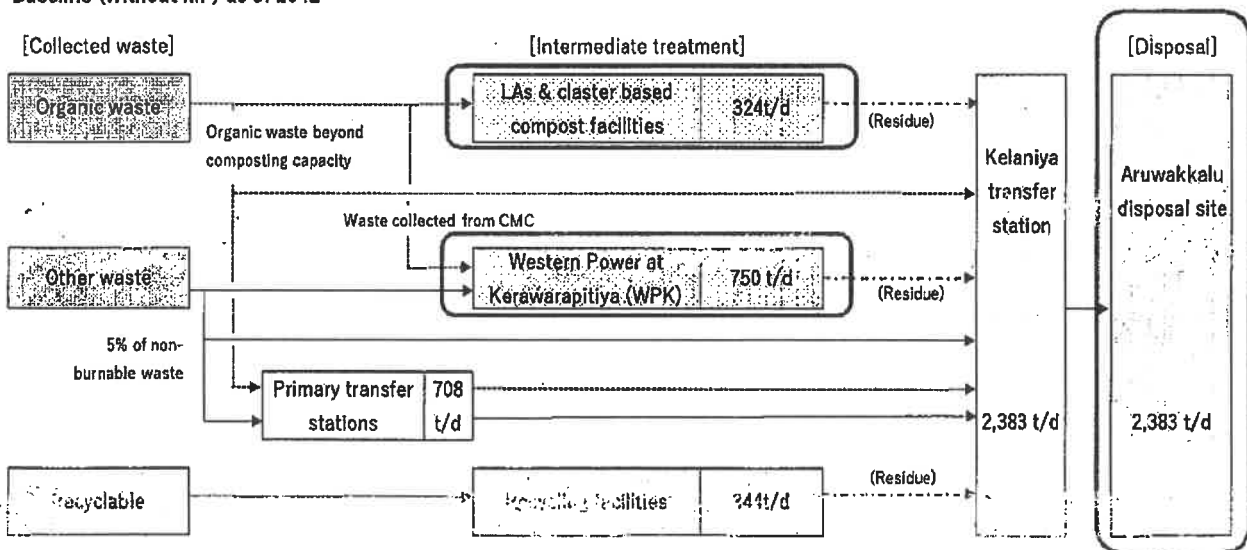 [Collected waste]
[Intermediate treatment]
[Disposal]
Organic waste
LAs & claster based
compost facilities
324t/d
(Residue)
Organic waste beyond
composting capacity
Kelaniya
transfer
station
Aruwakkalu
disposal site
Waste collected from CMC
Other waste
Western Power at
Kerawarapitiya (WPK)
750 t/d
(Residue)
5% of non-
burnable waste
Primary transfer
stations
708
t/d
2,383 t/d
2,383 t/d
Recyclable
Recycling facilities
(Residue)